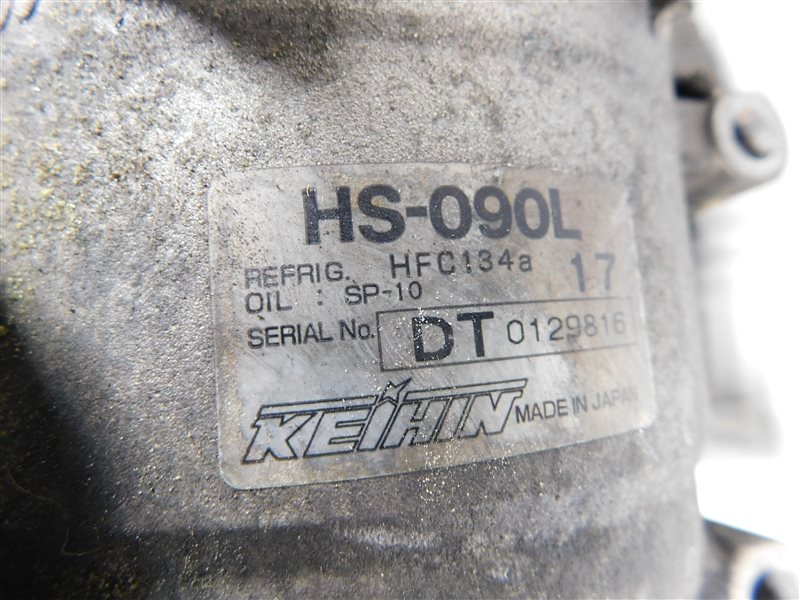 HS-090L
REFRIG. HFC134a 17
OIL : SP-10
SERIAL No. DT 0129816
KEIHIN MADE IN JAPAN